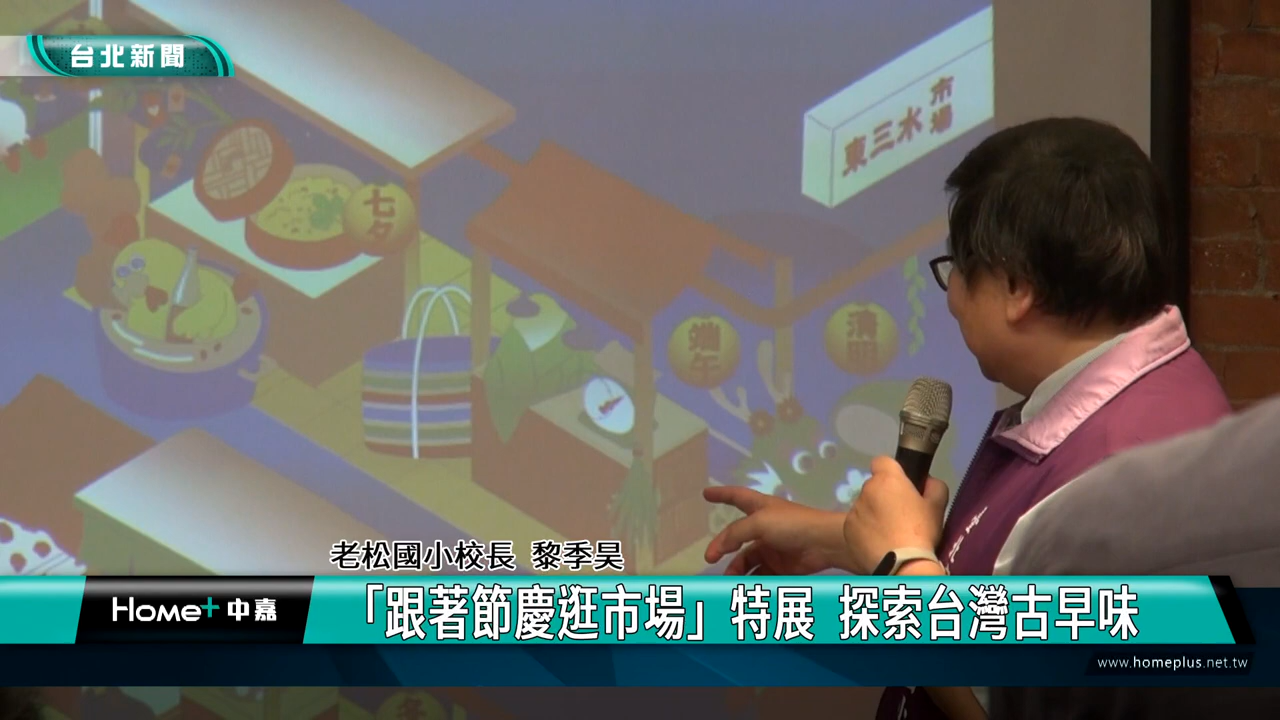 台北新聞
東三水市場
七夕
端午
清明
老松國小校長 黎季昊
Home+中嘉
「跟著節慶逛市場」特展 探索台灣古早味
www.homeplus.net.tw
冬